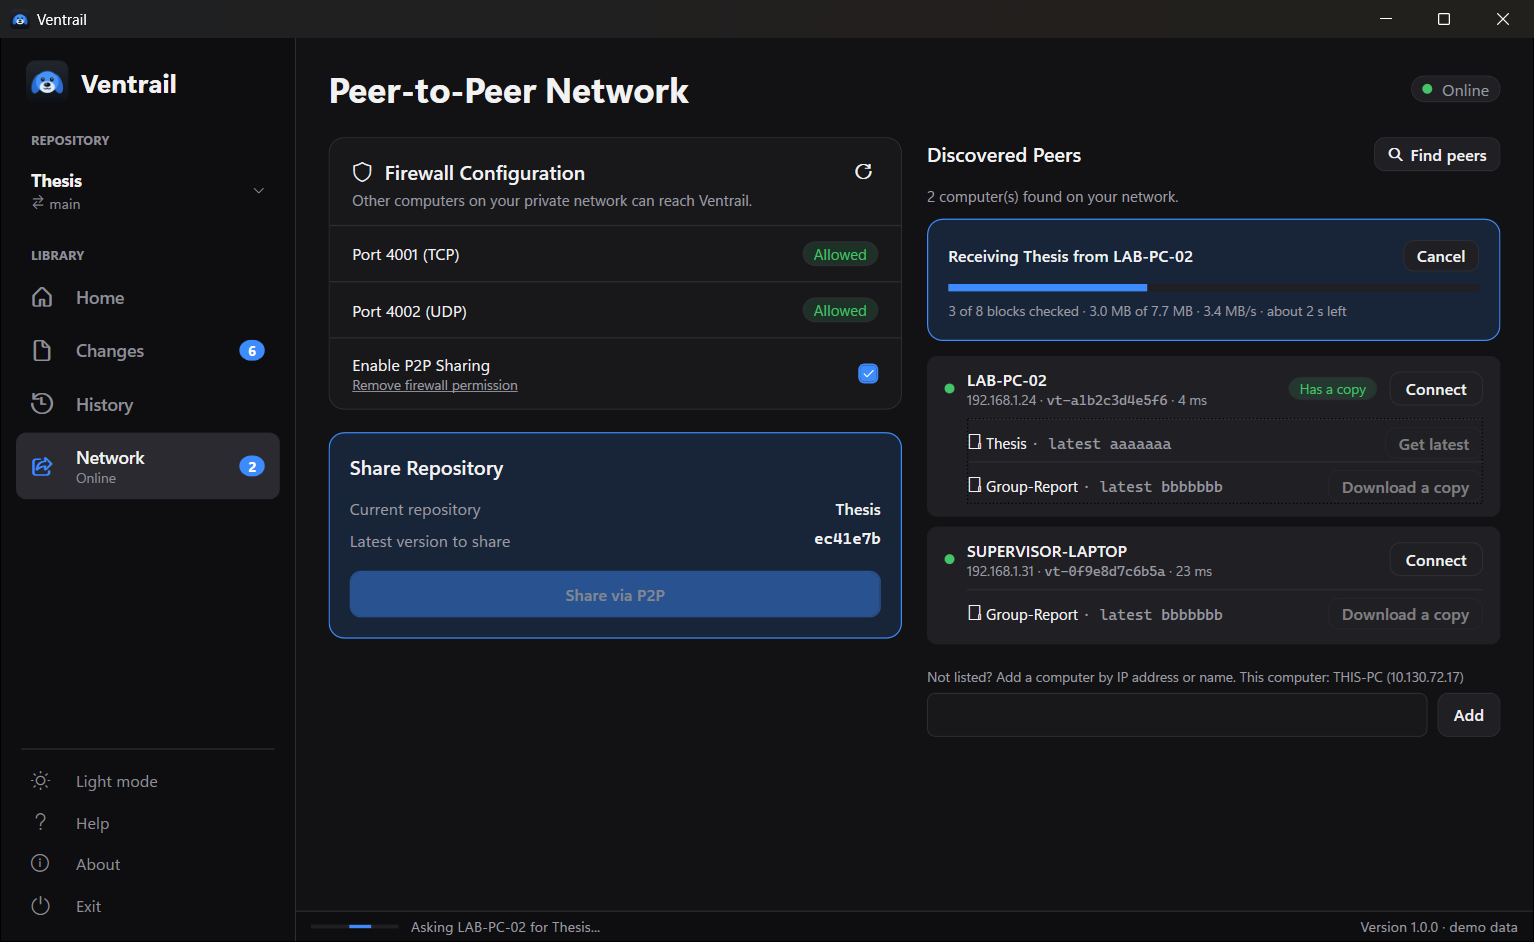 Ventrail
Ventrail
REPOSITORY
Thesis
main
LIBRARY
Home
Changes
6
History
Network
Online
2
Light mode
Help
About
Exit
Peer-to-Peer Network
Online
Firewall Configuration
Other computers on your private network can reach Ventrail.
Port 4001 (TCP)
Allowed
Port 4002 (UDP)
Allowed
Enable P2P Sharing
Remove firewall permission
Share Repository
Current repository
Thesis
Latest version to share
ec41e7b
Share via P2P
Discovered Peers
Find peers
2 computer(s) found on your network.
Receiving Thesis from LAB-PC-02
Cancel
3 of 8 blocks checked · 3.0 MB of 7.7 MB · 3.4 MB/s · about 2 s left
LAB-PC-02
192.168.1.24 · vt-a1b2c3d4e5f6 · 4 ms
Has a copy
Connect
Thesis · latest aaaaaaa
Get latest
Group-Report · latest bbbbbbb
Download a copy
SUPERVISOR-LAPTOP
192.168.1.31 · vt-0f9e8d7c6b5a · 23 ms
Connect
Group-Report · latest bbbbbbb
Download a copy
Not listed? Add a computer by IP address or name. This computer: THIS-PC (10.130.72.17)
Add
Asking LAB-PC-02 for Thesis...
Version 1.0.0 · demo data